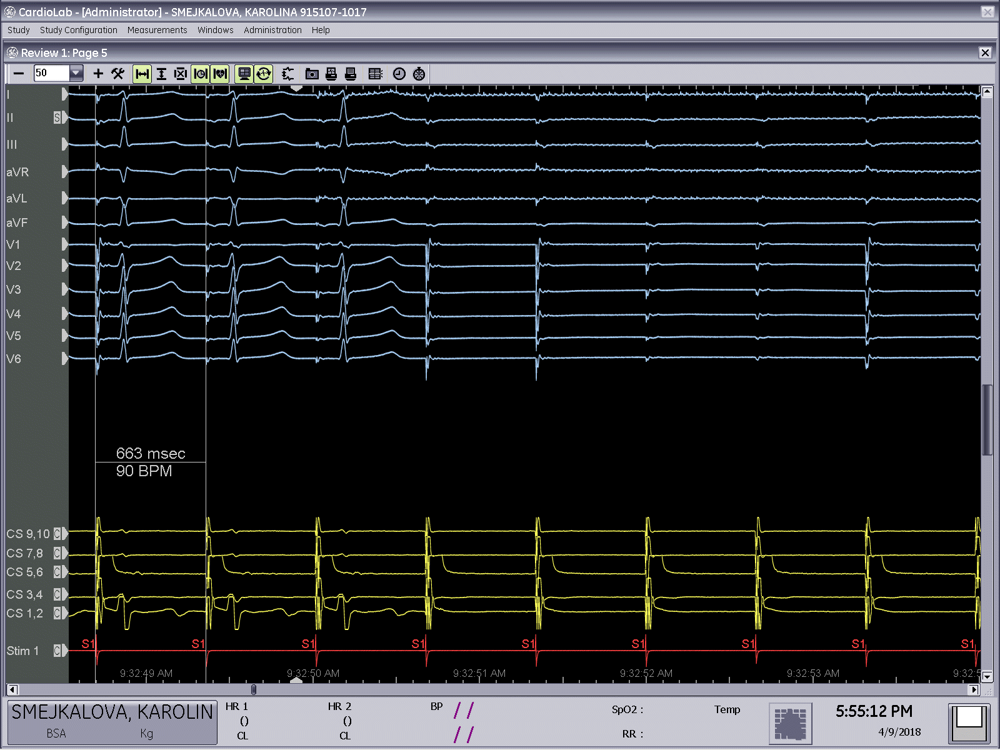 CardioLab - [Administrator] - SMEJKALOVA, KAROLINA 915107-1017
Study Study Configuration Measurements Windows Administration Help
Review 1: Page 5
50
I
II S
III
aVR
aVL
aVF
V1
V2
V3
V4
V5
V6
663 msec
90 BPM
CS 9,10 C
CS 7,8 C
CS 5,6 C
CS 3,4 C
CS 1,2 C
S1 S1 S1 S1 S1 S1 S1 S1 S1
Stim 1 C
9:32:49 AM 9:32:50 AM 9:32:51 AM 9:32:52 AM 9:32:53 AM 9:32:5
SMEJKALOVA, KAROLIN
BSA Kg
HR 1
()
CL
HR 2
()
CL
BP / /
/ /
SpO2 :
RR :
Temp
5:55:12 PM
4/9/2018